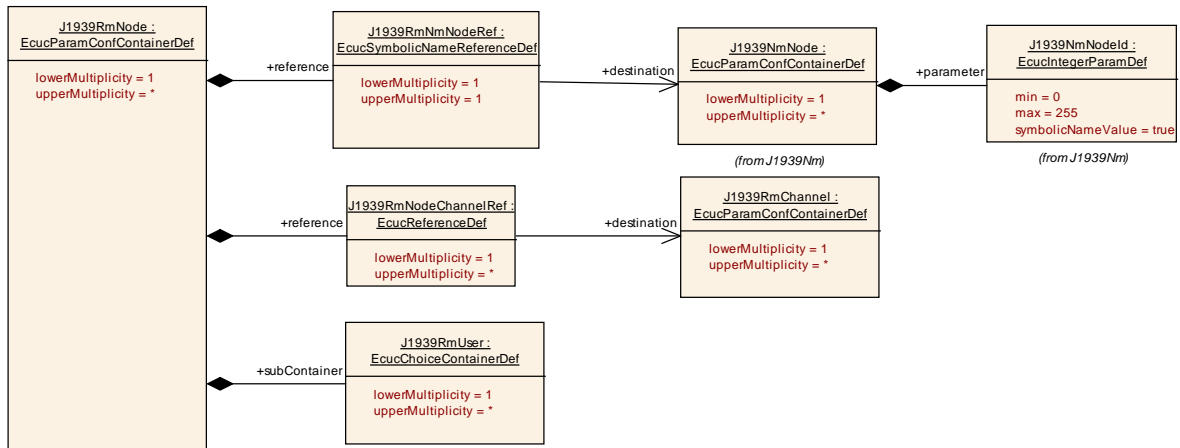 J1939RmNode :
EcucParamConfContainerDef
lowerMultiplicity = 1
upperMultiplicity = *
+reference
J1939RmNmNodeRef :
EcucSymbolicNameReferenceDef
lowerMultiplicity = 1
upperMultiplicity = 1
+destination
J1939NmNode :
EcucParamConfContainerDef
lowerMultiplicity = 1
upperMultiplicity = *
(from J1939Nm)
+parameter
J1939NmNodeId :
EcucIntegerParamDef
min = 0
max = 255
symbolicNameValue = true
(from J1939Nm)
+reference
J1939RmNodeChannelRef :
EcucReferenceDef
lowerMultiplicity = 1
upperMultiplicity = *
+destination
J1939RmChannel :
EcucParamConfContainerDef
lowerMultiplicity = 1
upperMultiplicity = *
+subContainer
J1939RmUser :
EcucChoiceContainerDef
lowerMultiplicity = 1
upperMultiplicity = *